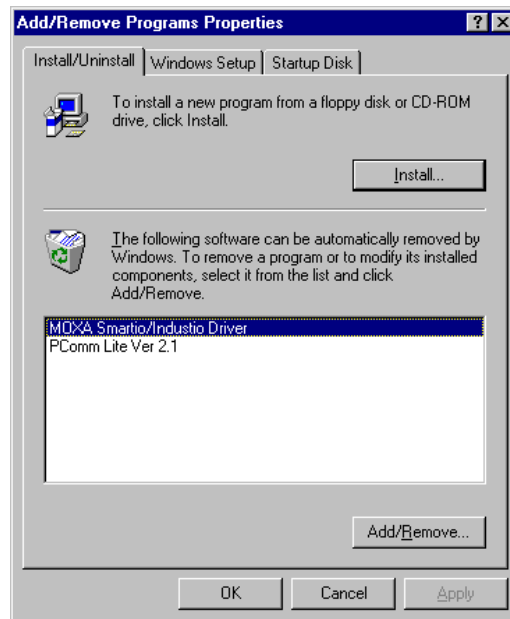 Add/Remove Programs Properties
Install/Uninstall
Windows Setup
Startup Disk
To install a new program from a floppy disk or CD-ROM
drive, click Install.
Install...
The following software can be automatically removed by
Windows. To remove a program or to modify its installed
components, select it from the list and click
Add/Remove.
MOXA Smartio/Industio Driver
PComm Lite Ver 2.1
Add/Remove...
OK
Cancel
Apply